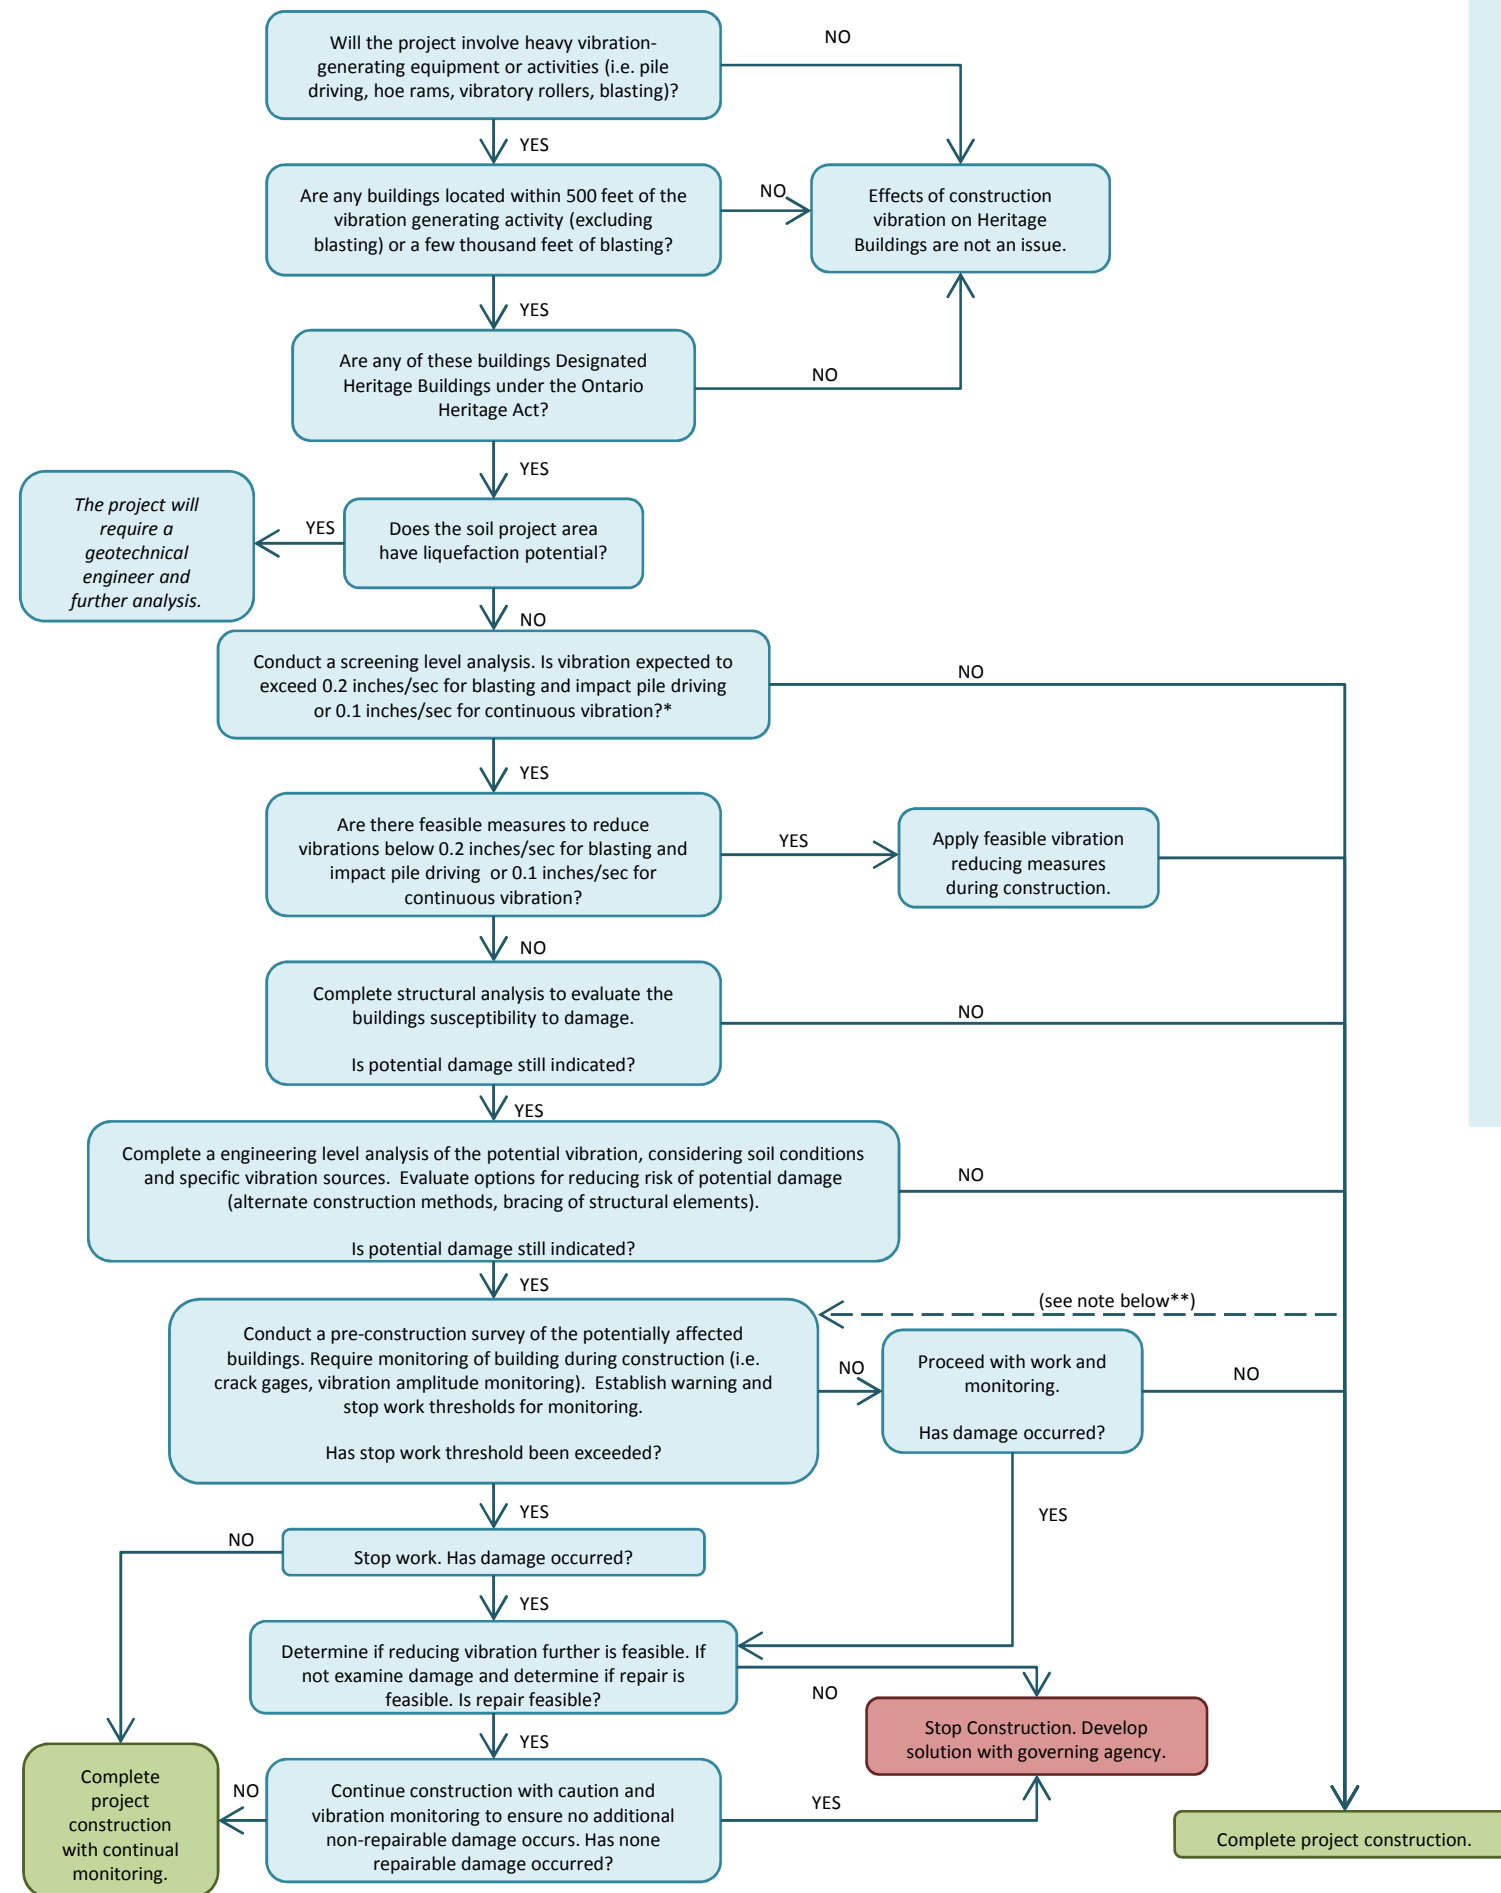 Will the project involve heavy vibration-
generating equipment or activities (i.e. pile
driving, hoe rams, vibratory rollers, blasting)?
NO
YES
Are any buildings located within 500 feet of the
vibration generating activity (excluding
blasting) or a few thousand feet of blasting?
NO
Effects of construction
vibration on Heritage
Buildings are not an issue.
YES
Are any of these buildings Designated
Heritage Buildings under the Ontario
Heritage Act?
NO
YES
The project will
require a
geotechnical
engineer and
further analysis.
YES
Does the soil project area
have liquefaction potential?
NO
Conduct a screening level analysis. Is vibration expected to
exceed 0.2 inches/sec for blasting and impact pile driving
or 0.1 inches/sec for continuous vibration?*
NO
YES
Are there feasible measures to reduce
vibrations below 0.2 inches/sec for blasting and
impact pile driving  or 0.1 inches/sec for
continuous vibration?
YES
Apply feasible vibration
reducing measures
during construction.
NO
Complete structural analysis to evaluate the
buildings susceptibility to damage.
Is potential damage still indicated?
NO
YES
Complete a engineering level analysis of the potential vibration, considering soil conditions
and specific vibration sources.  Evaluate options for reducing risk of potential damage
(alternate construction methods, bracing of structural elements).
Is potential damage still indicated?
NO
YES
(see note below**)
Conduct a pre-construction survey of the potentially affected
buildings. Require monitoring of building during construction (i.e.
crack gages, vibration amplitude monitoring).  Establish warning and
stop work thresholds for monitoring.
Has stop work threshold been exceeded?
NO
Proceed with work and
monitoring.
Has damage occurred?
NO
YES
YES
NO
Stop work. Has damage occurred?
YES
Determine if reducing vibration further is feasible. If
not examine damage and determine if repair is
feasible. Is repair feasible?
NO
Stop Construction. Develop
solution with governing agency.
YES
Complete
project
construction
with continual
monitoring.
NO
Continue construction with caution and
vibration monitoring to ensure no additional
non-repairable damage occurs. Has none
repairable damage occurred?
YES
Complete project construction.